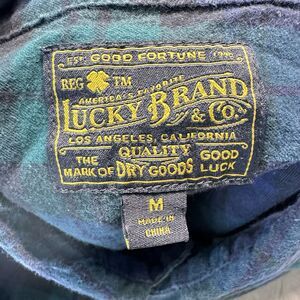 EST. GOOD FORTUNE 1990
REG TM
AMERICA'S FAVORITE
LUCKY BRAND
& CO.
LOS ANGELES, CALIFORNIA
QUALITY
THE GOOD
MARK OF DRY GOODS LUCK
M
MADE IN
CHINA